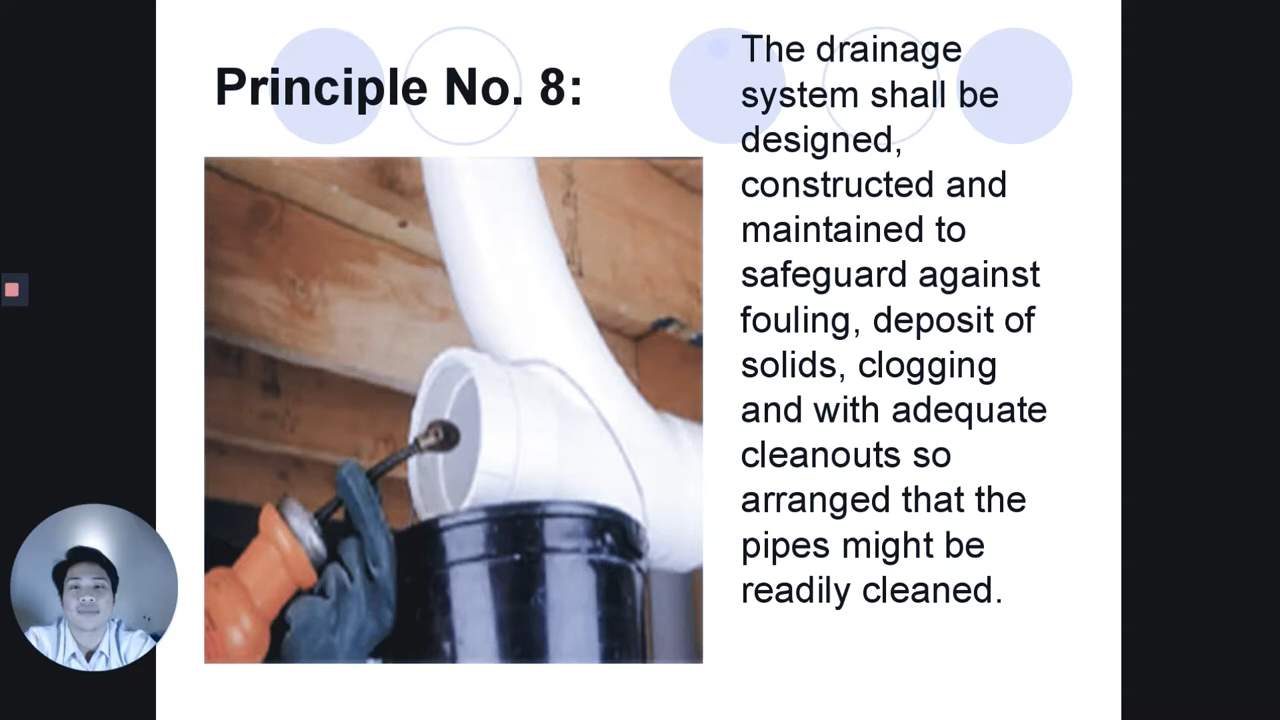 Principle No. 8:
The drainage
system shall be
designed,
constructed and
maintained to
safeguard against
fouling, deposit of
solids, clogging
and with adequate
cleanouts so
arranged that the
pipes might be
readily cleaned.